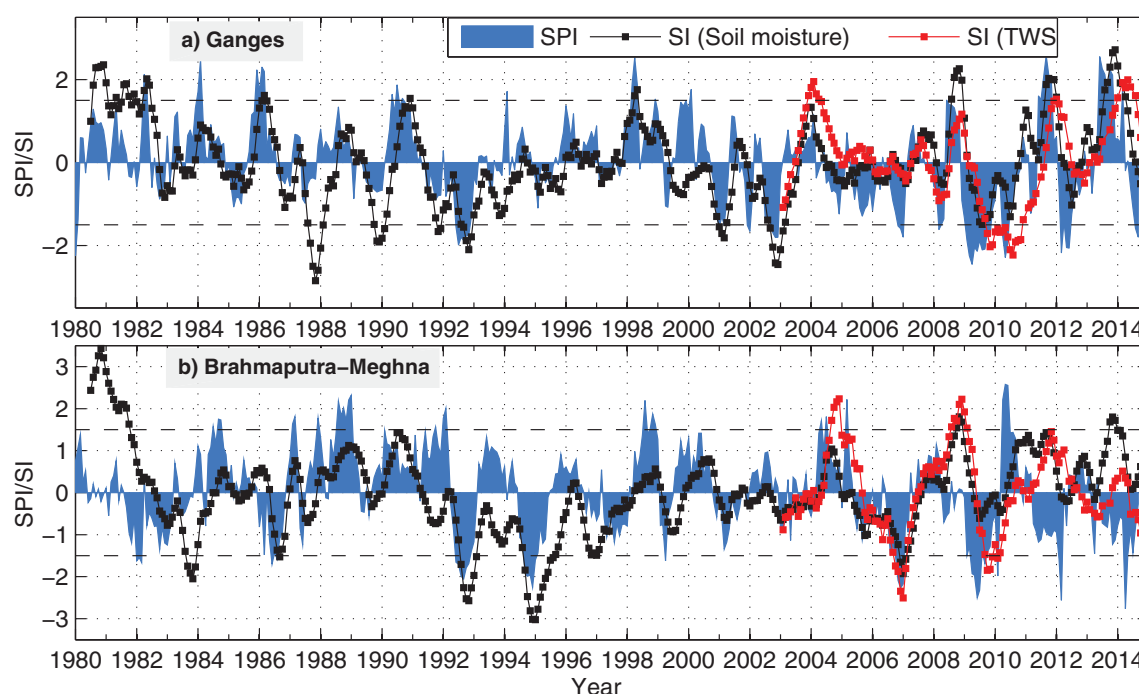 a) Ganges
SPI SI (Soil moisture) SI (TWS
SPI/SI
2
0
−2
1980 1982 1984 1986 1988 1990 1992 1994 1996 1998 2000 2002 2004 2006 2008 2010 2012 2014
b) Brahmaputra−Meghna
SPI/SI
3
2
1
0
−1
−2
−3
1980 1982 1984 1986 1988 1990 1992 1994 1996 1998 2000 2002 2004 2006 2008 2010 2012 2014
Year